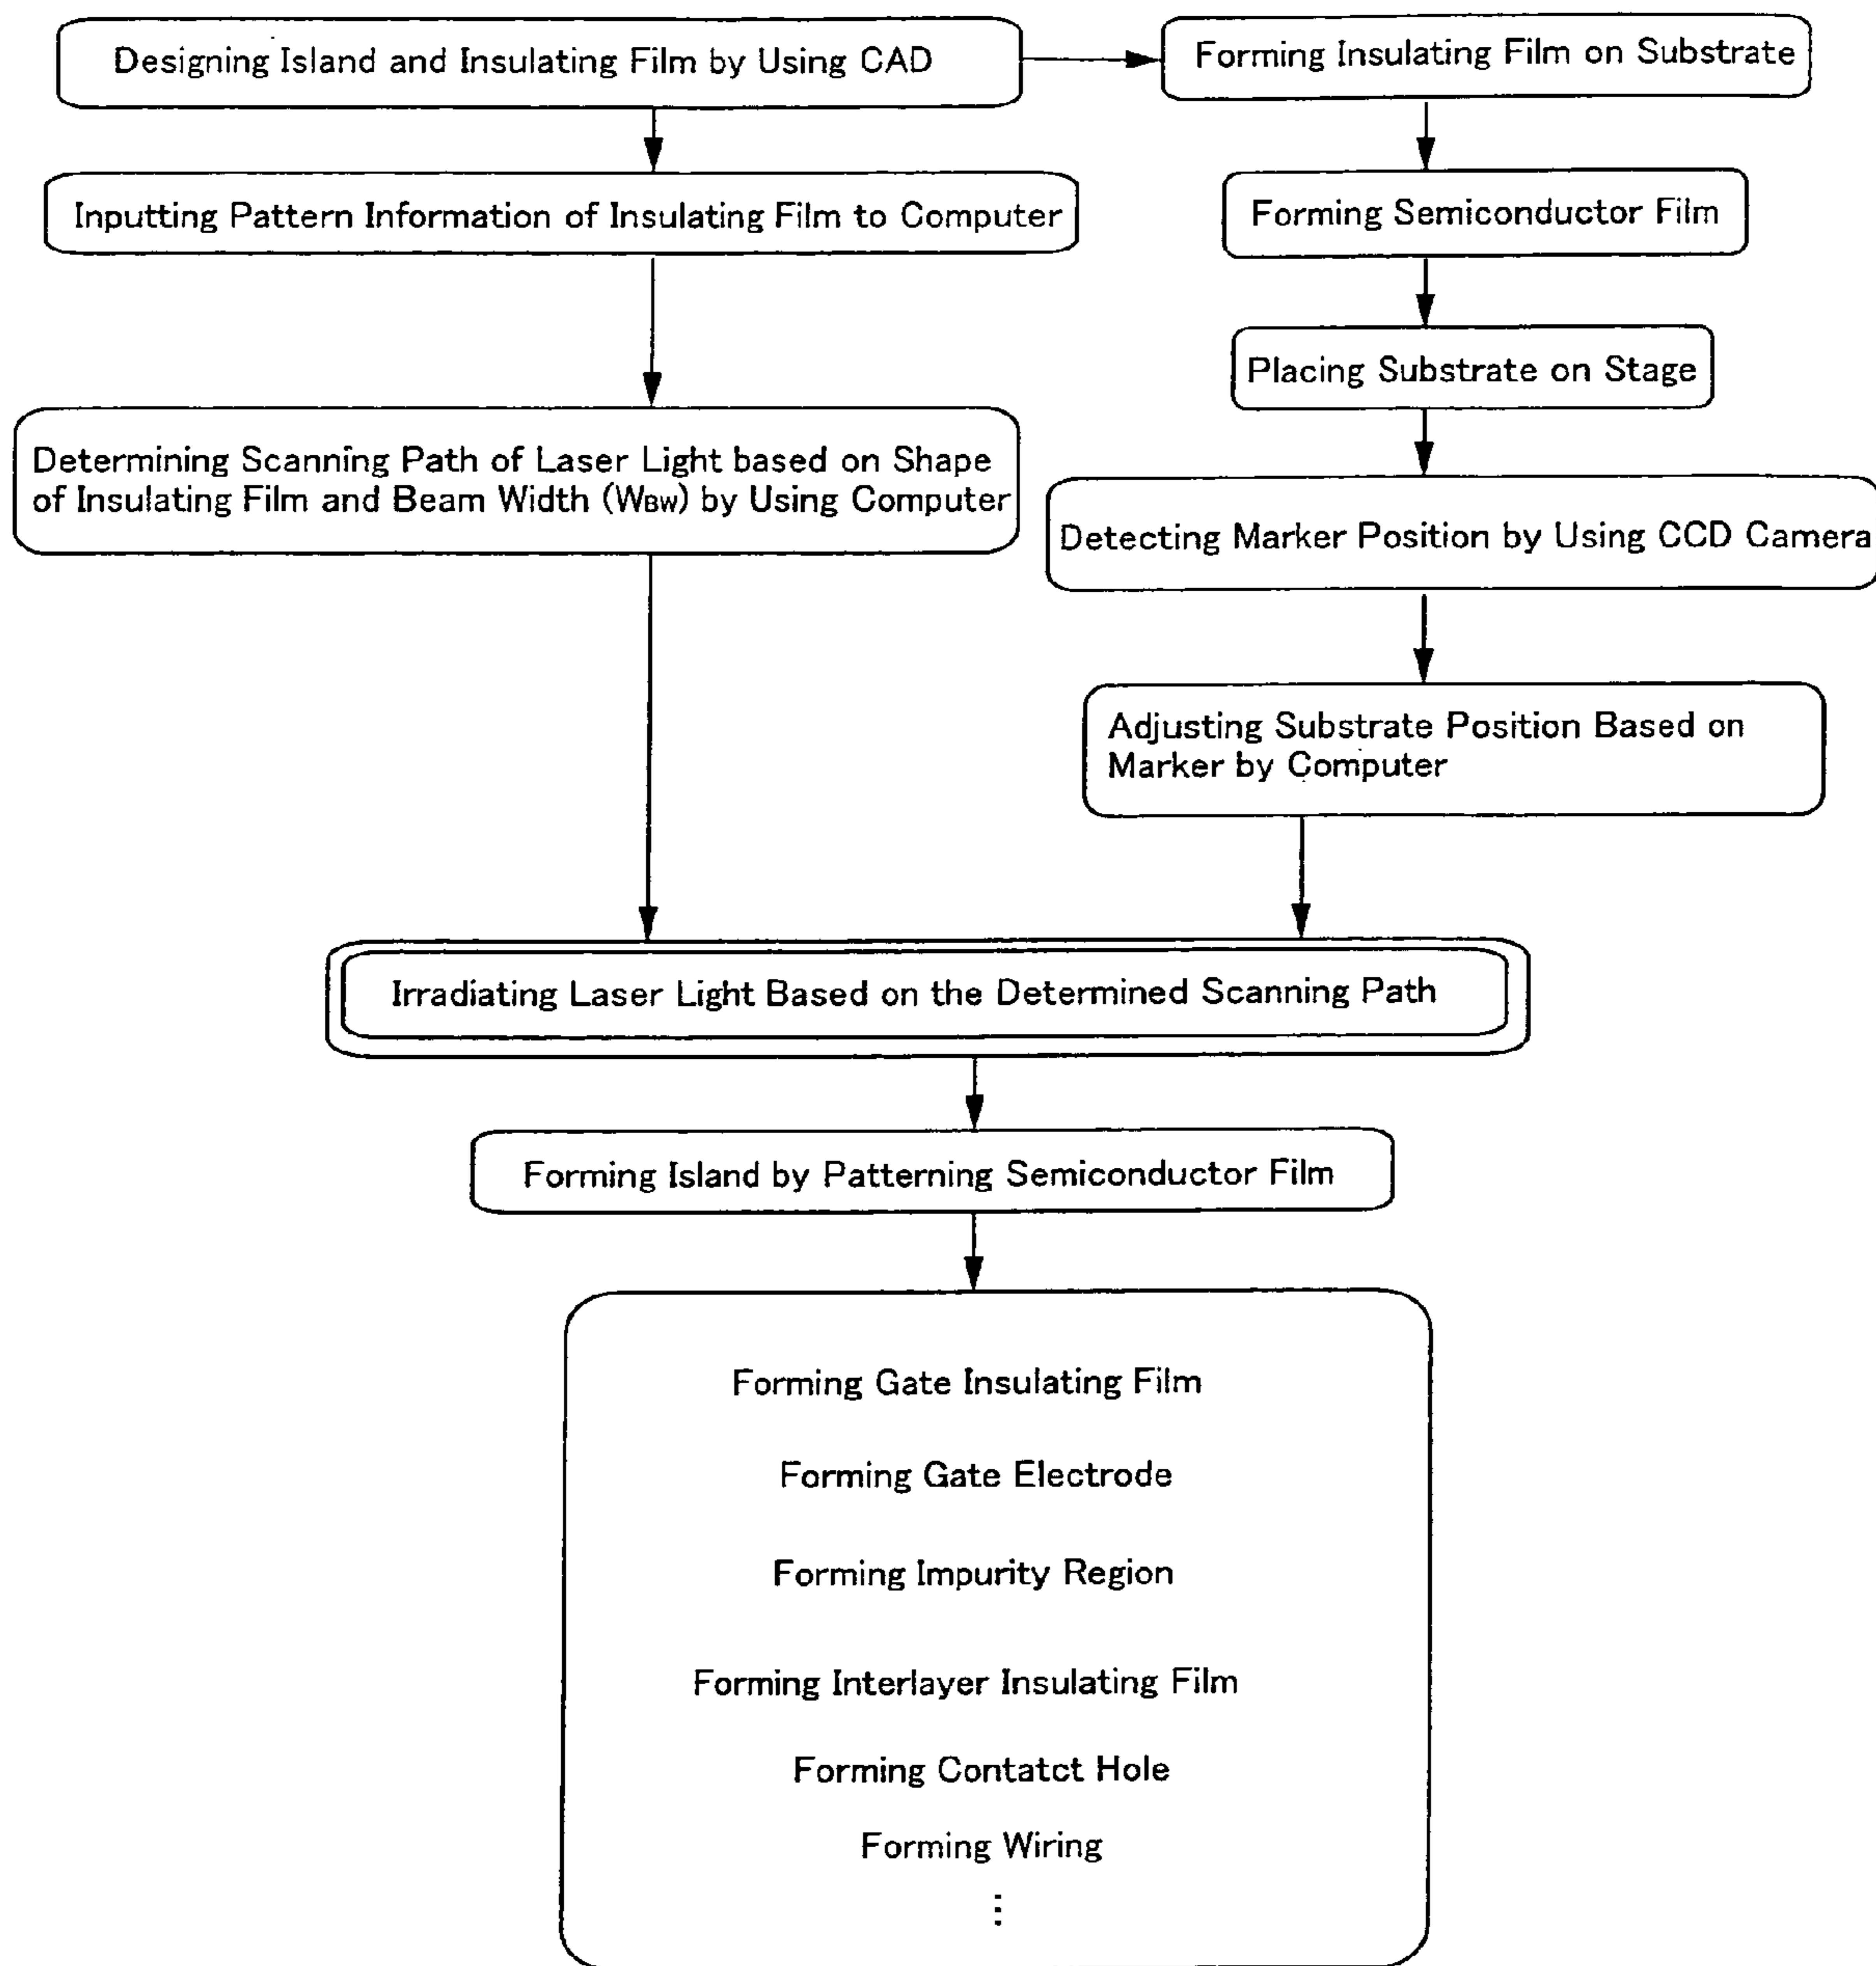 Designing Island and Insulating Film by Using CAD
Forming Insulating Film on Substrate
Inputting Pattern Information of Insulating Film to Computer
Forming Semiconductor Film
Placing Substrate on Stage
Determining Scanning Path of Laser Light based on Shape
of Insulating Film and Beam Width (WBW) by Using Computer
Detecting Marker Position by Using CCD Camera
Adjusting Substrate Position Based on
Marker by Computer
Irradiating Laser Light Based on the Determined Scanning Path
Forming Island by Patterning Semiconductor Film
Forming Gate Insulating Film
Forming Gate Electrode
Forming Impurity Region
Forming Interlayer Insulating Film
Forming Contatct Hole
Forming Wiring
⋮